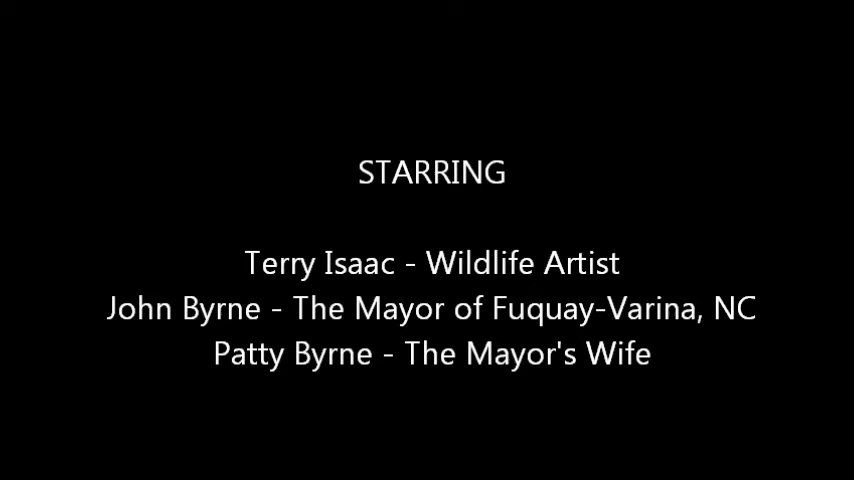 STARRING
Terry Isaac - Wildlife Artist
John Byrne - The Mayor of Fuquay-Varina, NC
Patty Byrne - The Mayor's Wife